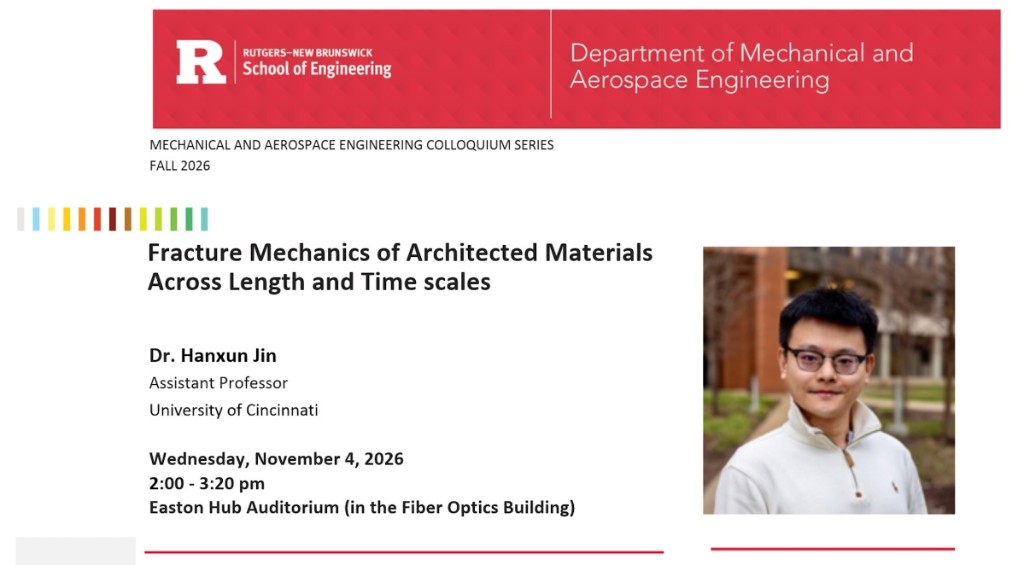 R
RUTGERS–NEW BRUNSWICK
School of Engineering
Department of Mechanical and
Aerospace Engineering
MECHANICAL AND AEROSPACE ENGINEERING COLLOQUIUM SERIES
FALL 2026
Fracture Mechanics of Architected Materials
Across Length and Time scales
Dr. Hanxun Jin
Assistant Professor
University of Cincinnati
Wednesday, November 4, 2026
2:00 - 3:20 pm
Easton Hub Auditorium (in the Fiber Optics Building)